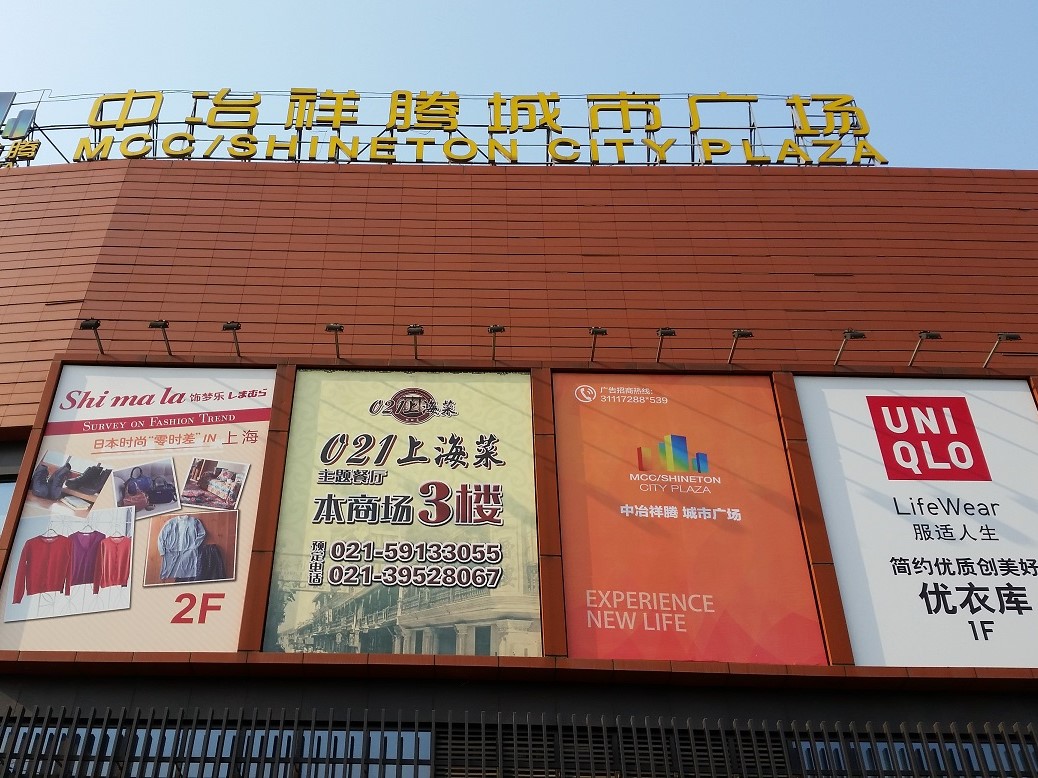 中冶祥腾城市广场
腾
MCC/SHINETON CITY PLAZA
Shi ma la 饰梦乐 しまむら
SURVEY ON FASHION TREND
日本时尚"零时差"IN 上海
2F
021上海菜
021上海菜
主题餐厅
本商场3楼
预定电话
021-59133055
021-39528067
广告招商热线:
31117288*539
MCC/SHINETON
CITY PLAZA
中冶祥腾 城市广场
EXPERIENCE
NEW LIFE
UNI
QLO
LifeWear
服适人生
简约优质创美好
优衣库
1F